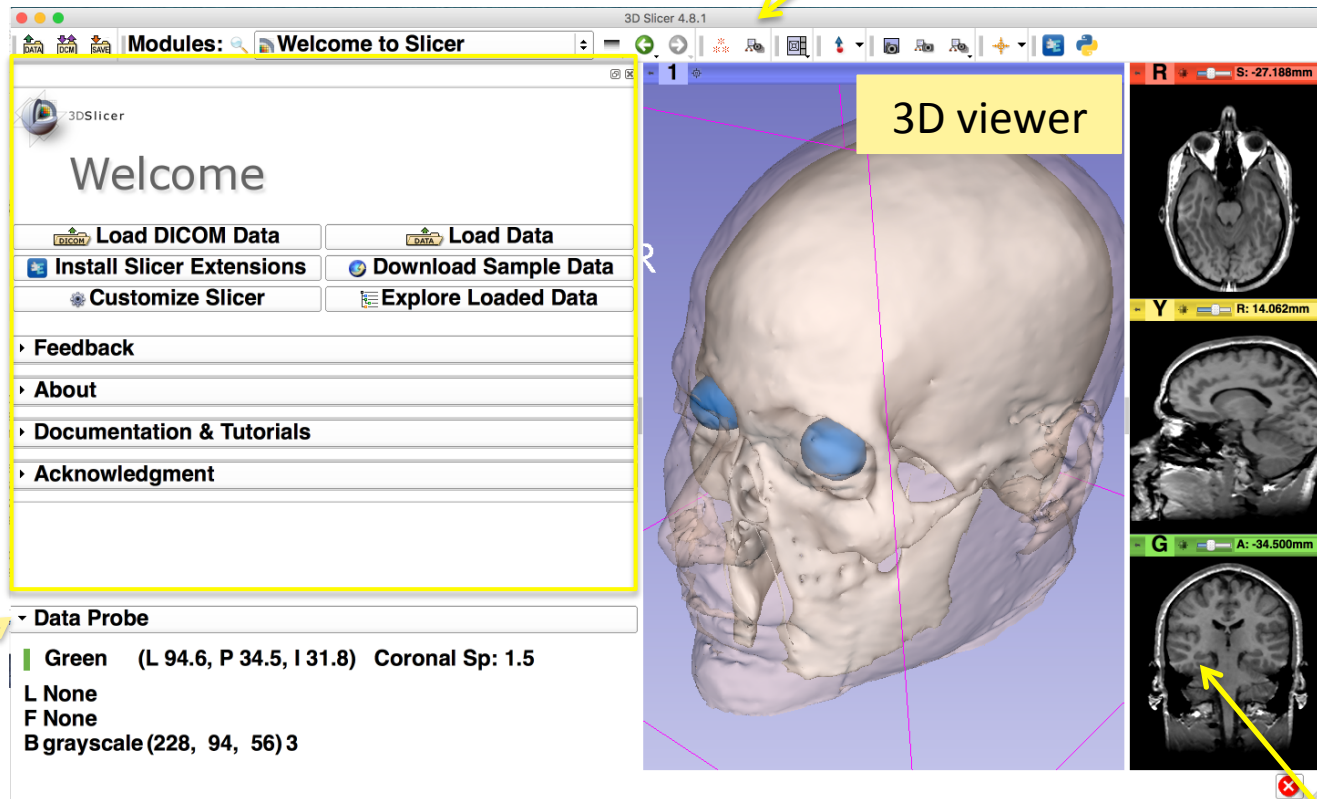 3D Slicer 4.8.1
DATA DCM SAVE Modules: Welcome to Slicer
3DSlicer
Welcome
DICOM Load DICOM Data
DATA Load Data
Install Slicer Extensions
Download Sample Data
Customize Slicer
Explore Loaded Data
Feedback
About
Documentation & Tutorials
Acknowledgment
Data Probe
Green (L 94.6, P 34.5, I 31.8) Coronal Sp: 1.5
L None
F None
B grayscale (228, 94, 56) 3
1
3D viewer
R
R S: -27.188mm
Y R: 14.062mm
G A: -34.500mm